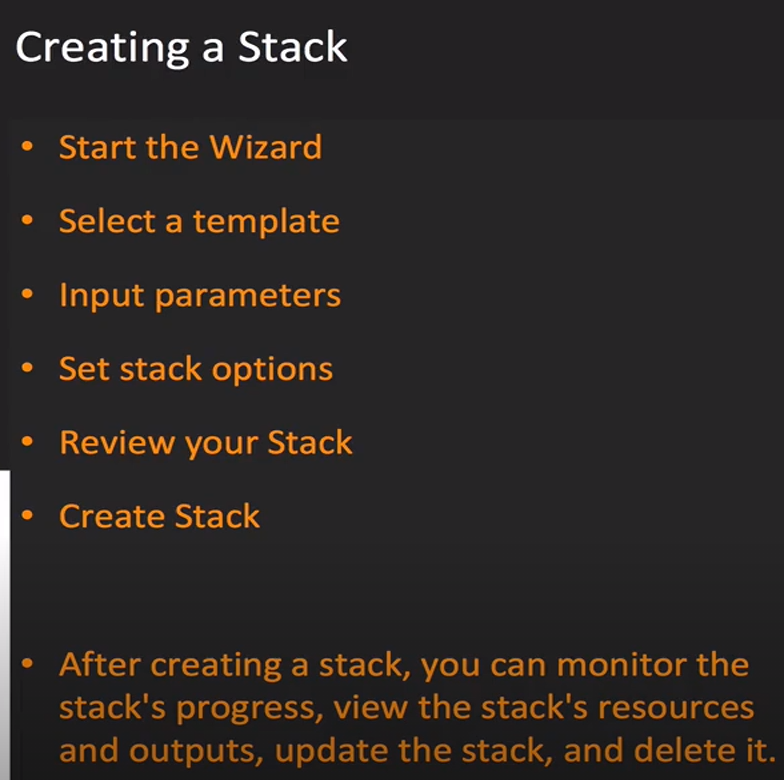 Creating a Stack
• Start the Wizard
• Select a template
• Input parameters
• Set stack options
• Review your Stack
• Create Stack
• After creating a stack, you can monitor the
stack's progress, view the stack's resources
and outputs, update the stack, and delete it.